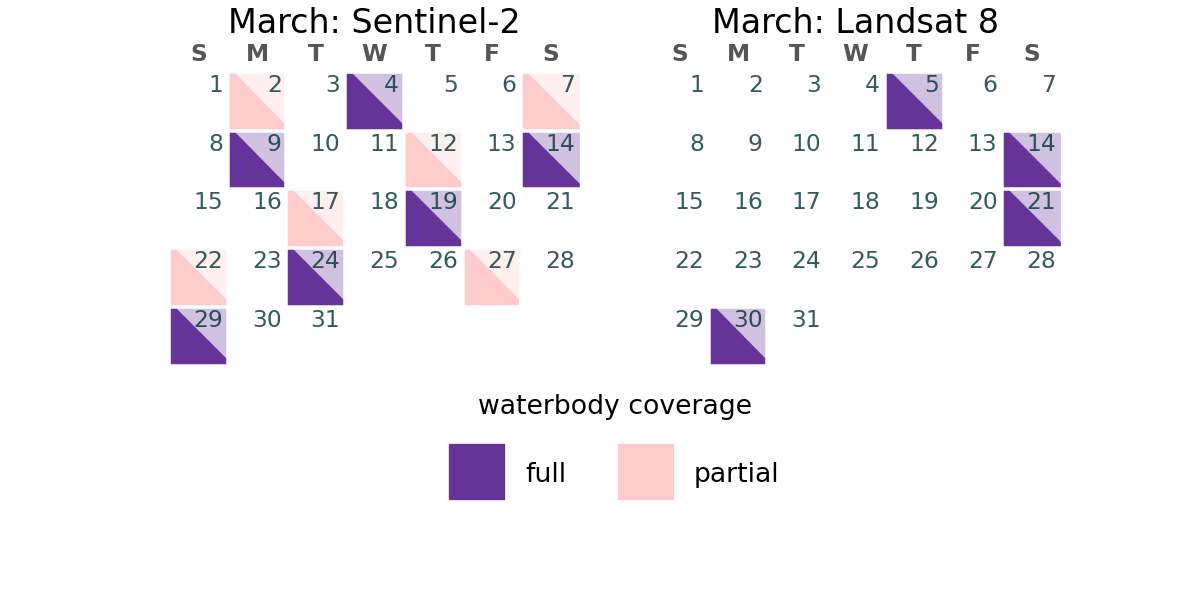 March: Sentinel-2
S M T W T F S
1 2 3 4 5 6 7
8 9 10 11 12 13 14
15 16 17 18 19 20 21
22 23 24 25 26 27 28
29 30 31
March: Landsat 8
S M T W T F S
1 2 3 4 5 6 7
8 9 10 11 12 13 14
15 16 17 18 19 20 21
22 23 24 25 26 27 28
29 30 31
waterbody coverage
full partial